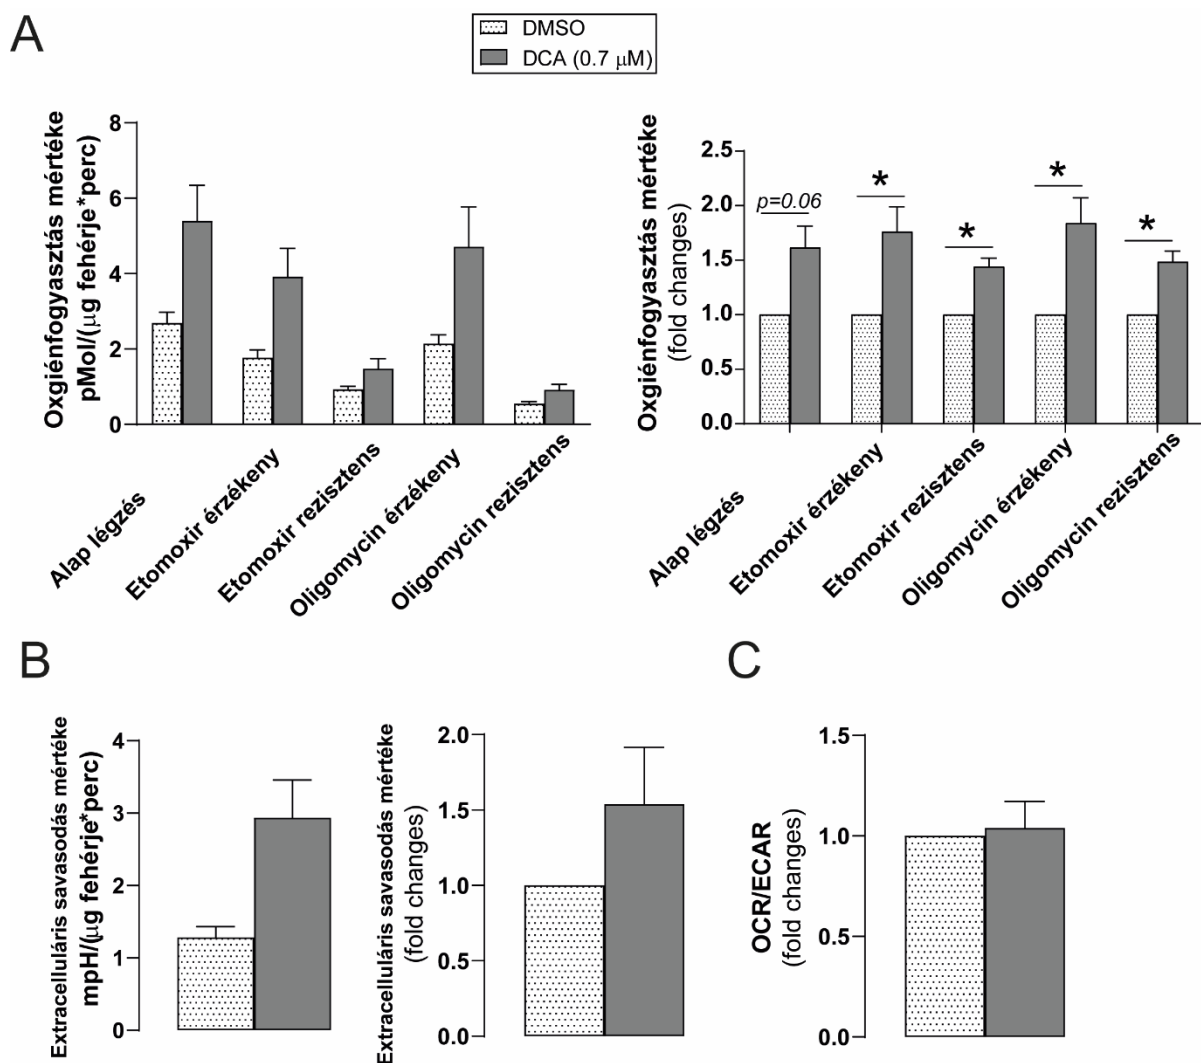 A
DMSO
DCA (0.7 μM)
Oxgiénfogyasztás mértéke
pMol/(μg fehérje*perc)
8
6
4
2
0
Alap légzés
Etomoxir érzékeny
Etomoxir rezisztens
Oligomycin érzékeny
Oligomycin rezisztens
Oxgiénfogyasztás mértéke
(fold changes)
2.5
2.0
1.5
1.0
0.5
0.0
p=0.06
*
*
*
*
Alap légzés
Etomoxir érzékeny
Etomoxir rezisztens
Oligomycin érzékeny
Oligomycin rezisztens
B
Extracelluláris savasodás mértéke
mpH/(μg fehérje*perc)
4
3
2
1
0
Extracelluláris savasodás mértéke
(fold changes)
2.0
1.5
1.0
0.5
0.0
C
OCR/ECAR
(fold changes)
1.5
1.0
0.5
0.0